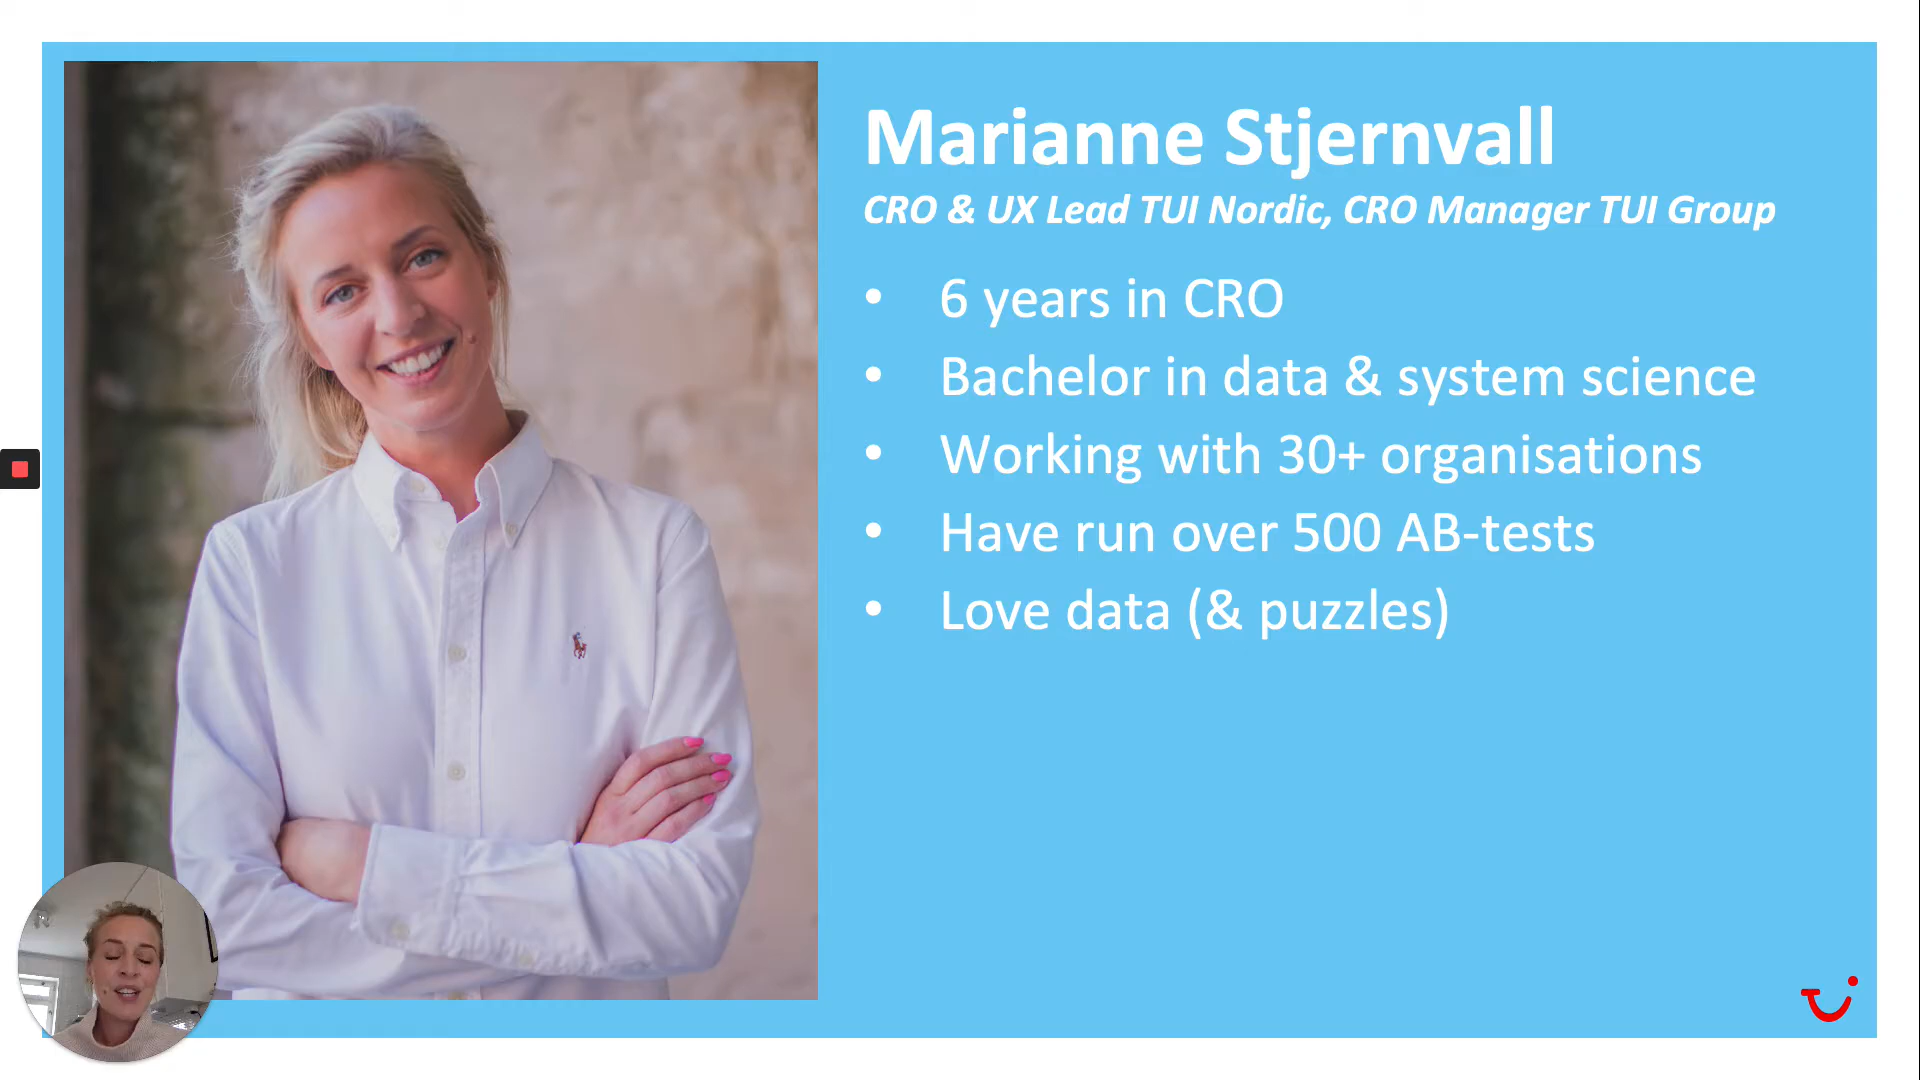 Marianne Stjernvall
CRO & UX Lead TUI Nordic, CRO Manager TUI Group
• 6 years in CRO
• Bachelor in data & system science
• Working with 30+ organisations
• Have run over 500 AB-tests
• Love data (& puzzles)